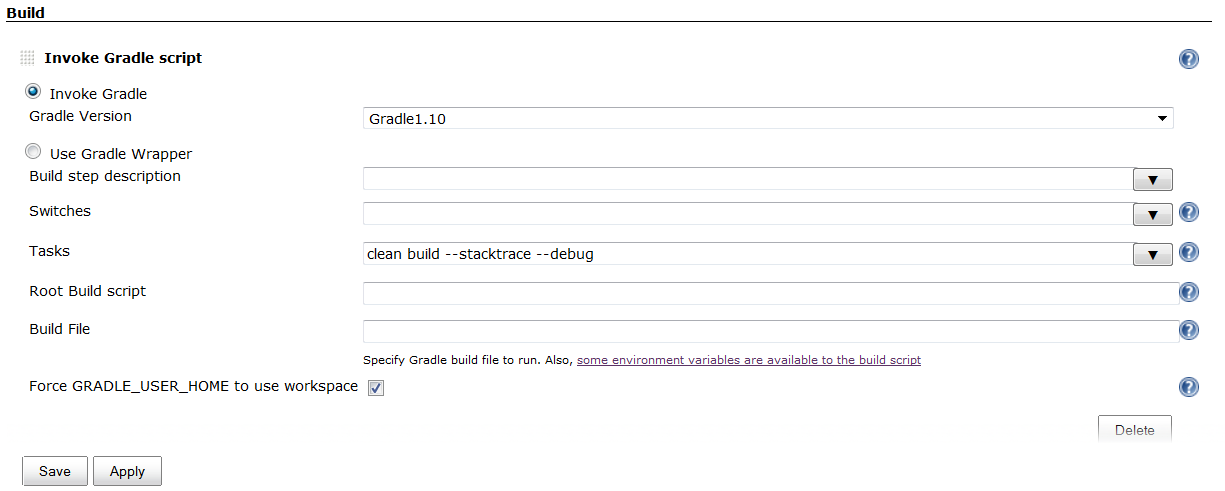 Build
Invoke Gradle script
Invoke Gradle
Gradle Version
Gradle1.10
Use Gradle Wrapper
Build step description
Switches
Tasks
clean build --stacktrace --debug
Root Build script
Build File
Specify Gradle build file to run. Also, some environment variables are available to the build script
Force GRADLE_USER_HOME to use workspace
Delete
Save Apply